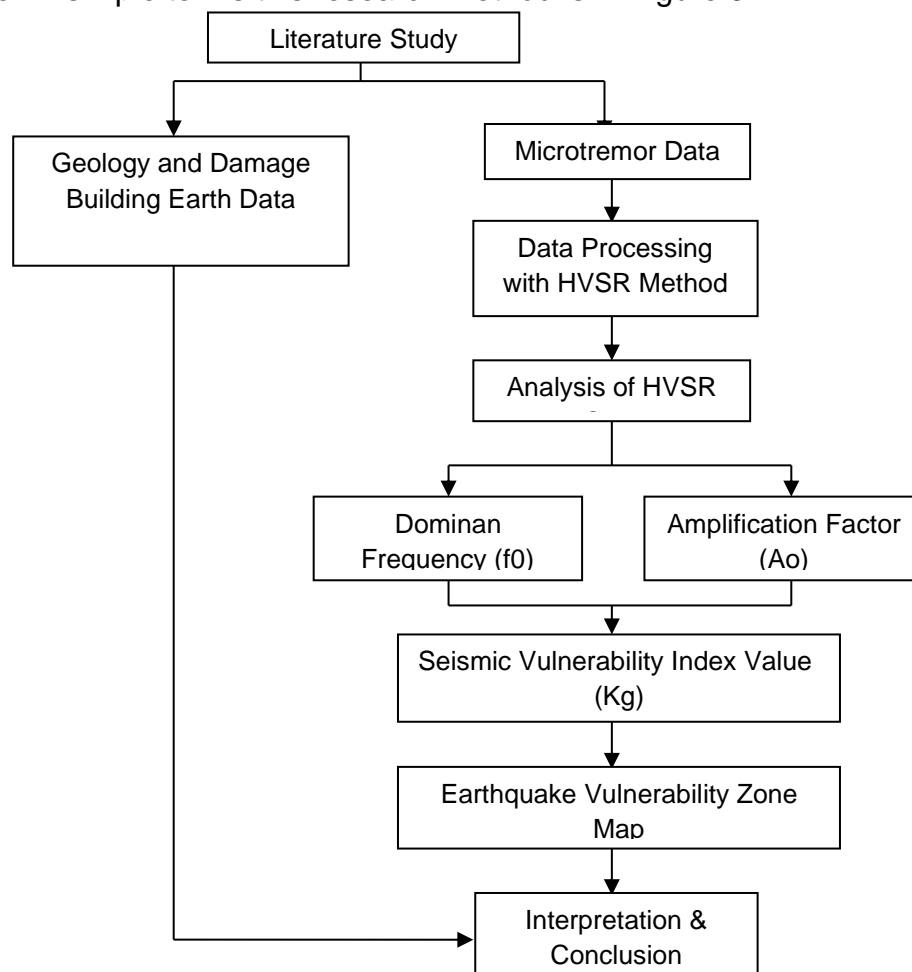 Literature Study
Geology and Damage
Building Earth Data
Microtremor Data
Data Processing
with HVSR Method
Analysis of HVSR
Dominan
Frequency (f0)
Amplification Factor
(Ao)
Seismic Vulnerability Index Value
(Kg)
Earthquake Vulnerability Zone
Map
Interpretation &
Conclusion